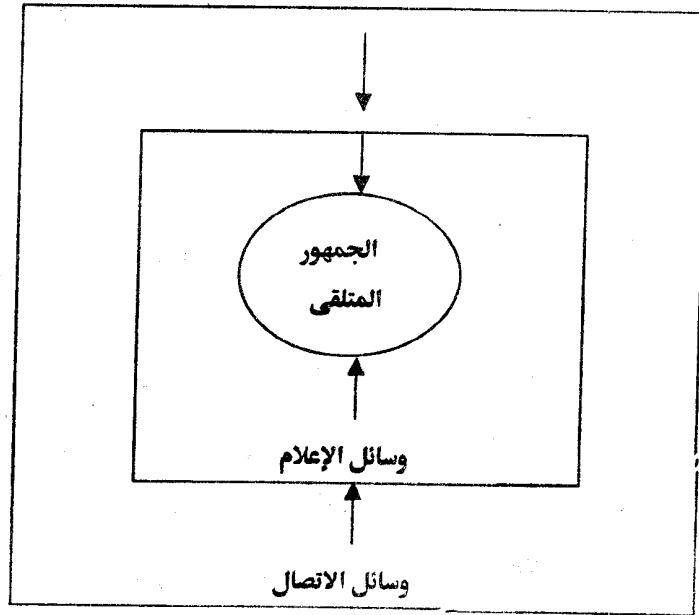 الجمهور
المتلقى
وسائل الإعلام
وسائل الاتصال